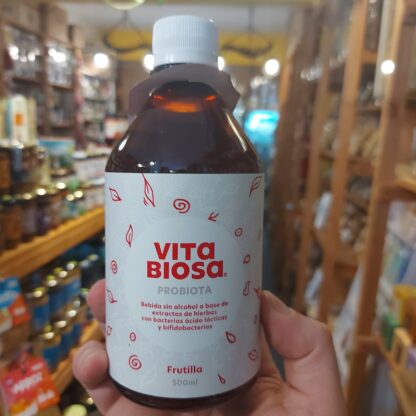 VITA
BIOSA®
PROBIOTA
Bebida sin alcohol a base de
extractos de hierbas
con bacterias ácido lácticas
y bifidobacterias
Frutilla
500ml